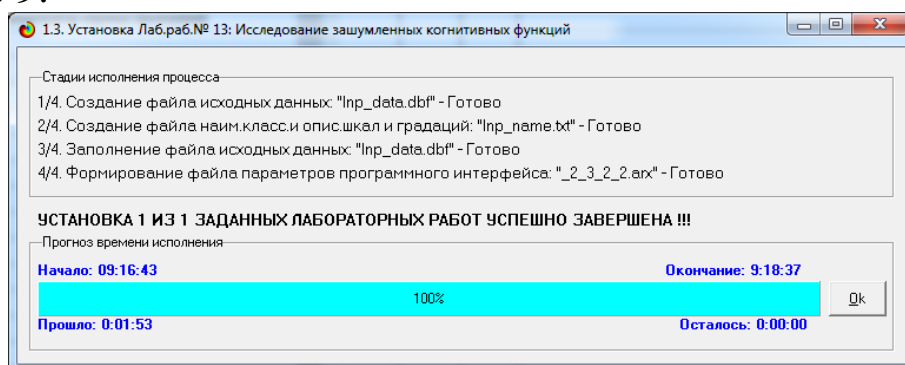 1.3. Установка Лаб.раб.№ 13: Исследование зашумленных когнитивных функций
Стадии исполнения процесса
1/4. Создание файла исходных данных: "Inp_data.dbf" - Готово
2/4. Создание файла наим.класс.и опис.шкал и градаций: "Inp_name.txt" - Готово
3/4. Заполнение файла исходных данных: "Inp_data.dbf" - Готово
4/4. Формирование файла параметров программного интерфейса: "_2_3_2_2.arx" - Готово
УСТАНОВКА 1 ИЗ 1 ЗАДАННЫХ ЛАБОРАТОРНЫХ РАБОТ УСПЕШНО ЗАВЕРШЕНА !!!
Прогноз времени исполнения
Начало: 09:16:43 Окончание: 9:18:37
100% Ok
Прошло: 0:01:53 Осталось: 0:00:00